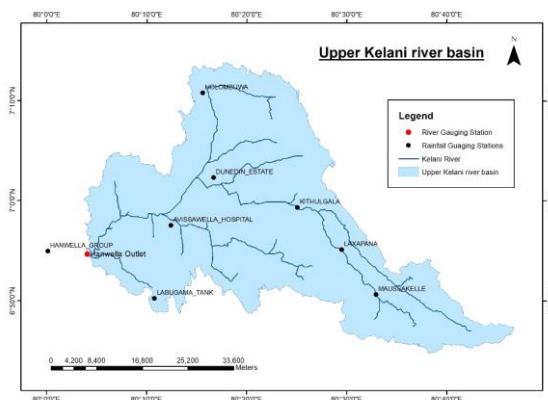 80°0'0"E 80°10'0"E 80°20'0"E 80°30'0"E 80°40'0"E
Upper Kelani river basin
N
7°10'0"N
7°0'0"N
6°50'0"N
HOLOMBUWA
Legend
River Gauging Station
Rainfall Guaging Stations
Kelani River
Upper Kelani river basin
DUNEDIN_ESTATE
KITHULGALA
AVISSAWELLA_HOSPITAL
HANWELLA_GROUP
Hanwella Outlet
LAXAPANA
LABUGAMA_TANK
MAUSSAKELLE
0 4,200 8,400 16,800 25,200 33,600
Meters
80°0'0"E 80°10'0"E 80°20'0"E 80°30'0"E 80°40'0"E